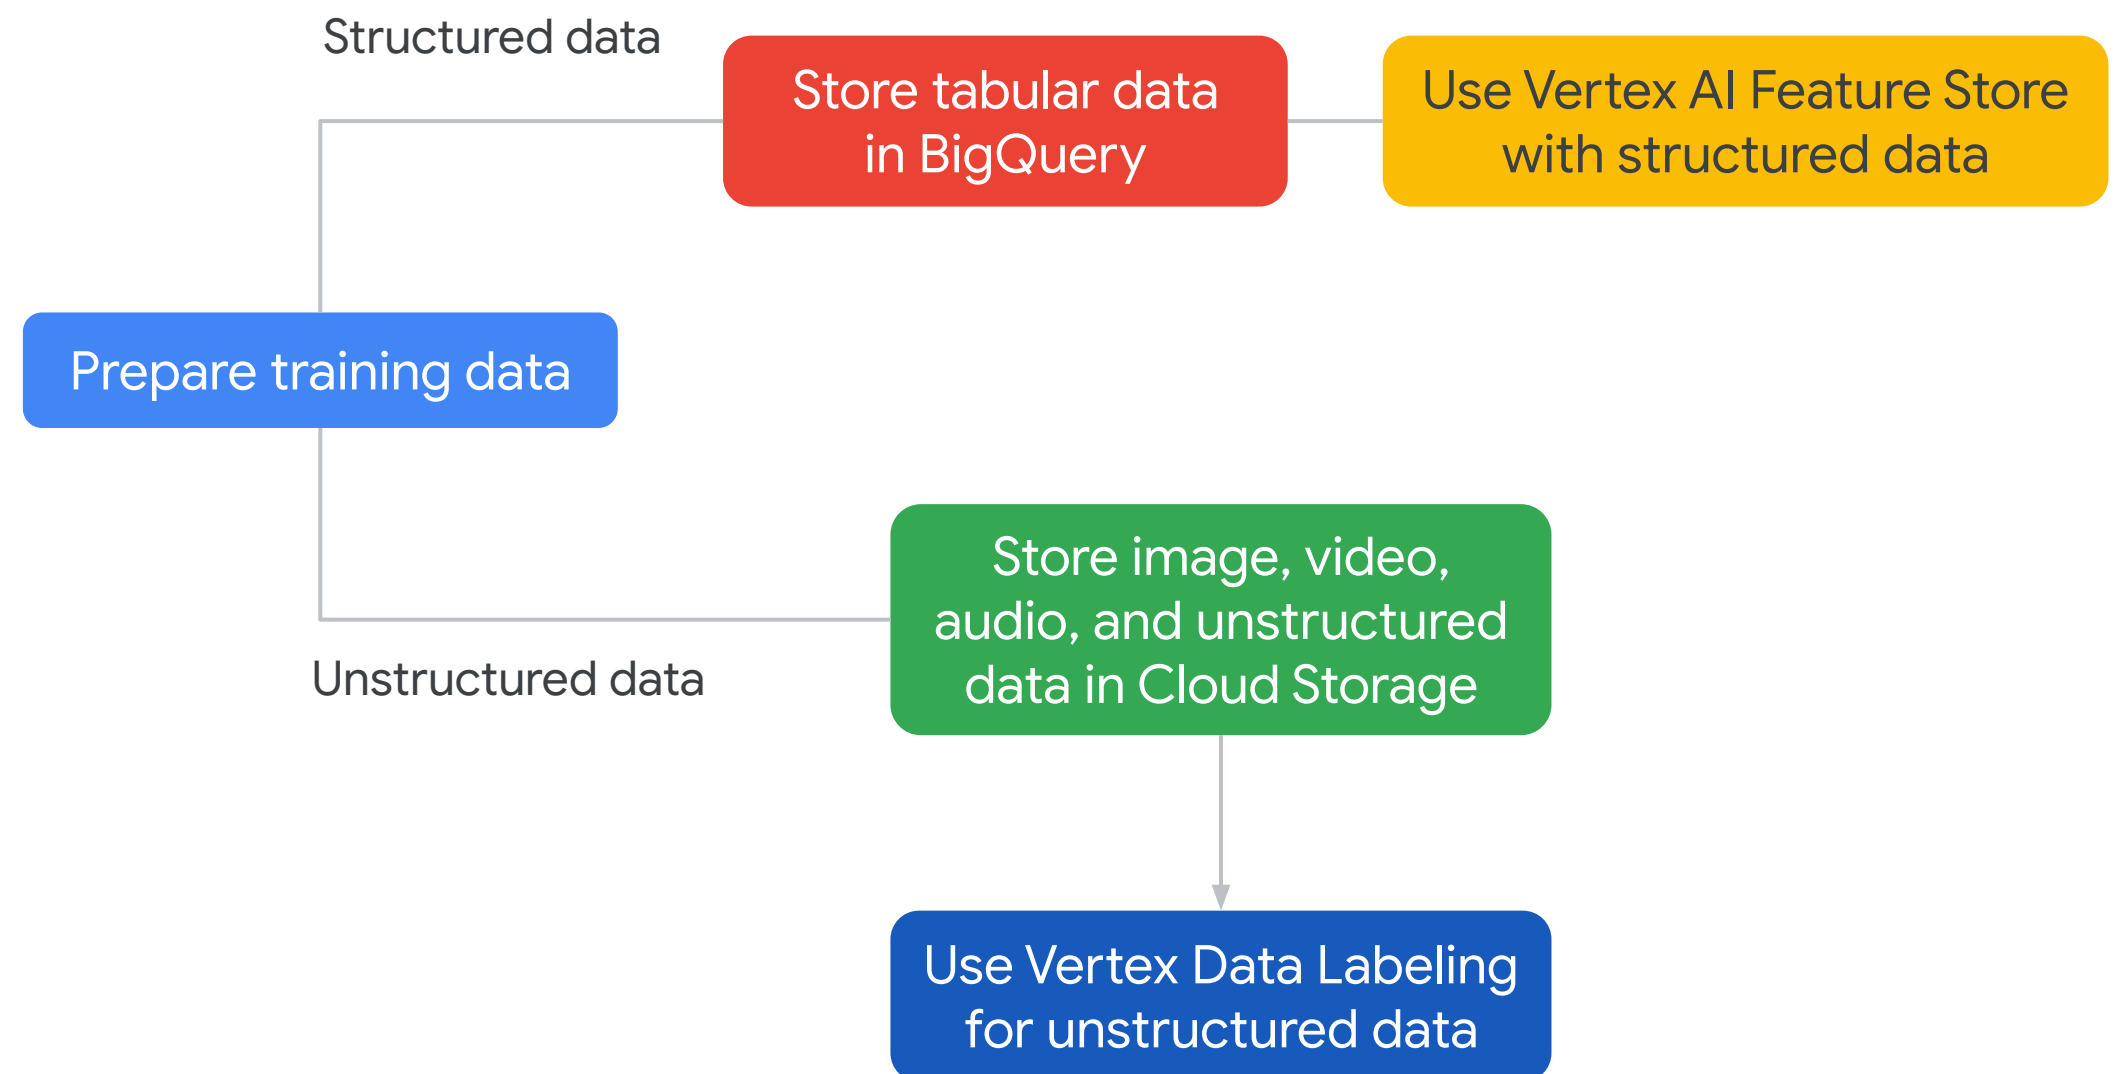 Structured data
Store tabular data
in BigQuery
Use Vertex AI Feature Store
with structured data
Prepare training data
Store image, video,
audio, and unstructured
data in Cloud Storage
Unstructured data
Use Vertex Data Labeling
for unstructured data